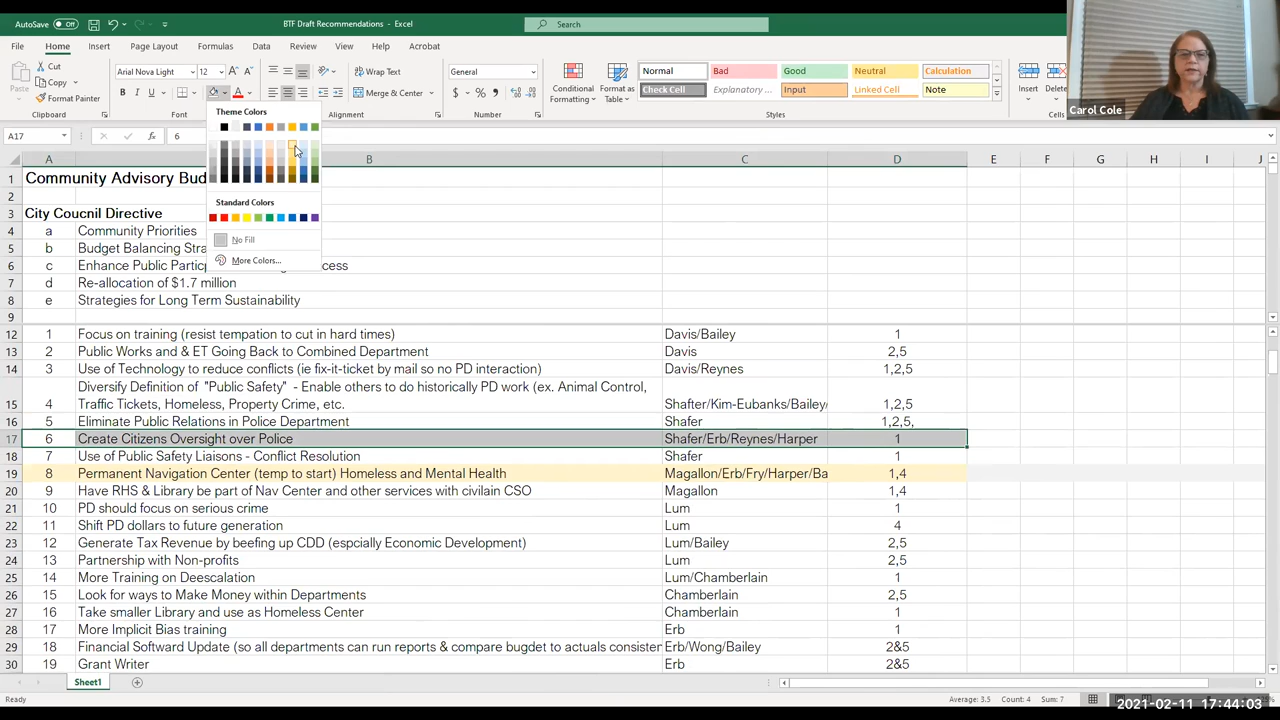 AutoSave Off BTF Draft Recommendations - Excel Search
File Home Insert Page Layout Formulas Data Review View Help Acrobat
Cut
Copy
Format Painter
Paste
Clipboard
Arial Nova Light 12
B I U
Font
Wrap Text
Merge & Center
Alignment
General
$ % 
Number
Conditional Formatting
Format as Table
Normal Bad Good Neutral Calculation
Check Cell Explanatory T... Input Linked Cell Note
Styles
Insert Delete
Cells
Carol Cole
A17 fx 6
Theme Colors
Standard Colors
No Fill
More Colors...
A B C D E F G H I J
1 Community Advisory Bud
2
3 City Coucnil Directive
4 a Community Priorities
5 b Budget Balancing Stra
6 c Enhance Public Particip cess
7 d Re-allocation of $1.7 million
8 e Strategies for Long Term Sustainability
9
12 1 Focus on training (resist tempation to cut in hard times) Davis/Bailey 1
13 2 Public Works and & ET Going Back to Combined Department Davis 2,5
14 3 Use of Technology to reduce conflicts (ie fix-it-ticket by mail so no PD interaction) Davis/Reynes 1,2,5
Diversify Definition of "Public Safety" - Enable others to do historically PD work (ex. Animal Control,
15 4 Traffic Tickets, Homeless, Property Crime, etc. Shafter/Kim-Eubanks/Bailey/ 1,2,5
16 5 Eliminate Public Relations in Police Department Shafer 1,2,5,
17 6 Create Citizens Oversight over Police Shafer/Erb/Reynes/Harper 1
18 7 Use of Public Safety Liaisons - Conflict Resolution Shafer 1
19 8 Permanent Navigation Center (temp to start) Homeless and Mental Health Magallon/Erb/Fry/Harper/Ba 1,4
20 9 Have RHS & Library be part of Nav Center and other services with civilain CSO Magallon 1,4
21 10 PD should focus on serious crime Lum 1
22 11 Shift PD dollars to future generation Lum 4
23 12 Generate Tax Revenue by beefing up CDD (espcially Economic Development) Lum/Bailey 2,5
24 13 Partnership with Non-profits Lum 2,5
25 14 More Training on Deescalation Lum/Chamberlain 1
26 15 Look for ways to Make Money within Departments Chamberlain 2,5
27 16 Take smaller Library and use as Homeless Center Chamberlain 1
28 17 More Implicit Bias training Erb 1
29 18 Financial Softward Update (so all departments can run reports & compare bugdet to actuals consisten Erb/Wong/Bailey 2&5
30 19 Grant Writer Erb 2&5
Sheet1
Ready Average: 3.5 Count: 4 Sum: 7
2021-02-11 17:44:03